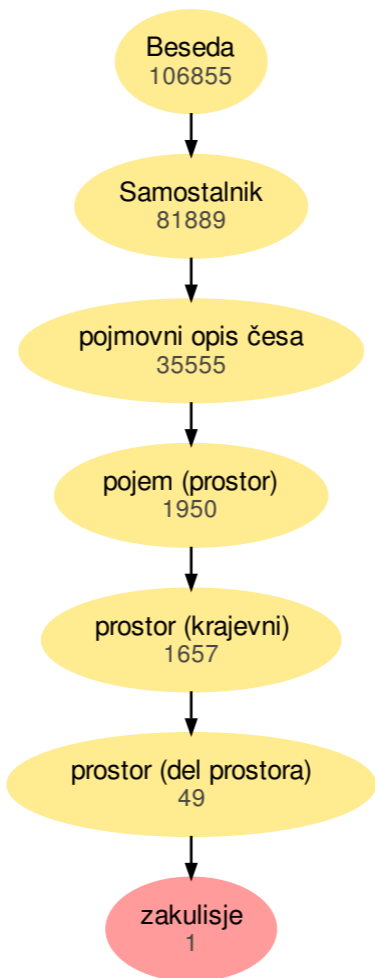 Beseda
106855
Samostalnik
81889
pojmovni opis česa
35555
pojem (prostor)
1950
prostor (krajevni)
1657
prostor (del prostora)
49
zakulisje
1